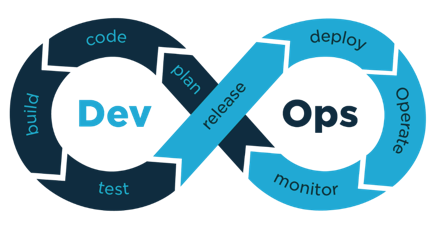 code
plan
build
Dev
test
release
deploy
Operate
Ops
monitor